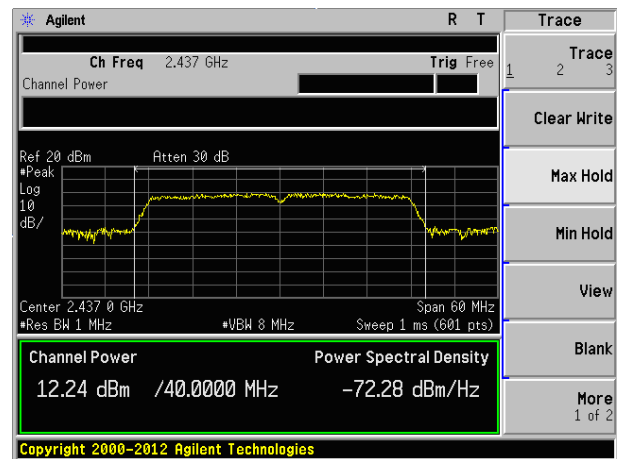 Agilent R T Trace
Ch Freq 2.437 GHz Trig Free
Channel Power
Trace
1 2 3
Clear Write
Ref 20 dBm Atten 30 dB
#Peak
Log
10
dB/
Max Hold
Min Hold
View
Center 2.437 0 GHz Span 60 MHz
#Res BW 1 MHz #VBW 8 MHz Sweep 1 ms (601 pts)
Channel Power Power Spectral Density
12.24 dBm /40.0000 MHz -72.28 dBm/Hz
Blank
More
1 of 2
Copyright 2000-2012 Agilent Technologies